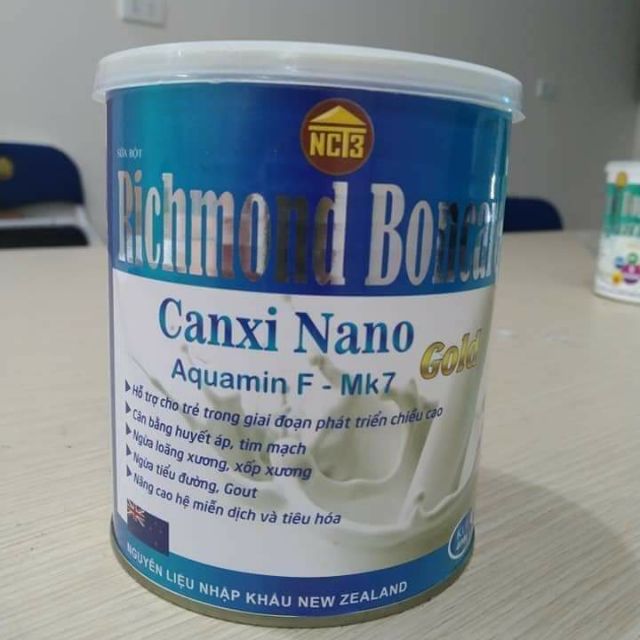 NCT3
SỮA BỘT
Richmond Boncare
Canxi Nano
Gold
Aquamin F - Mk7
Hỗ trợ cho trẻ trong giai đoạn phát triển chiều cao
Cân bằng huyết áp, tim mạch
Ngừa loãng xương, xốp xương
Ngừa tiểu đường, Gout
Nâng cao hệ miễn dịch và tiêu hóa
NGUYÊN LIỆU NHẬP KHẨU NEW ZEALAND